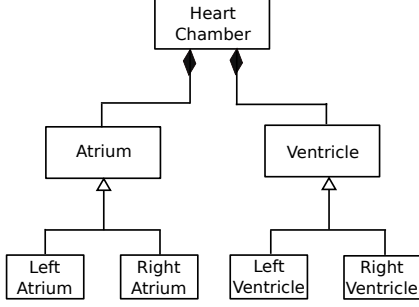 Heart
Chamber
Atrium
Ventricle
Left
Atrium
Right
Atrium
Left
Ventricle
Right
Ventricle